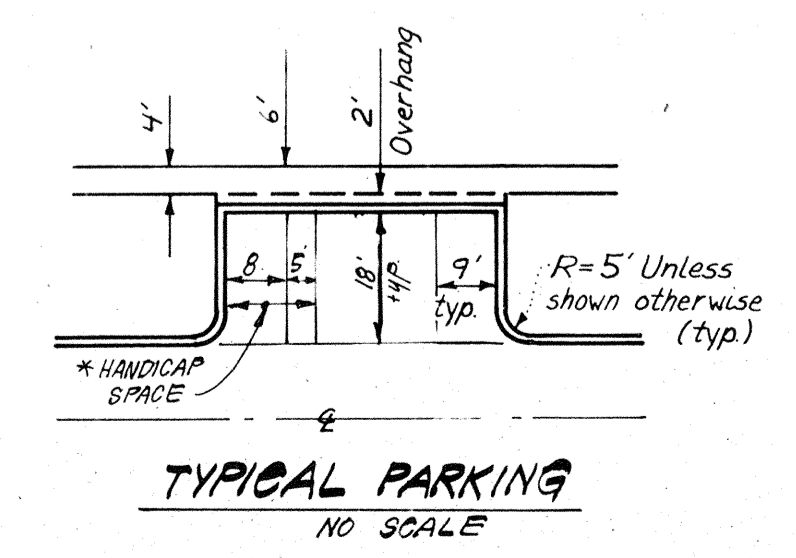 4'
6'
2'
Overhang
8
5'
18'
typ.
9'
typ.
R=5' Unless
shown otherwise
(typ.)
* HANDICAP
SPACE
℄
TYPICAL PARKING
NO SCALE